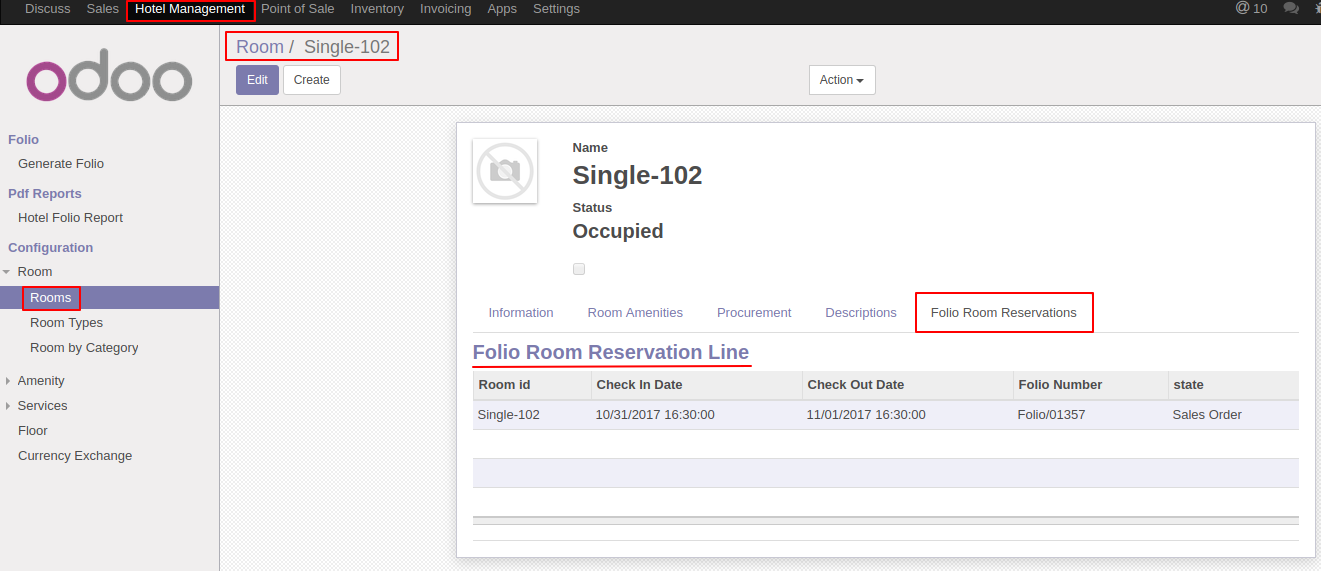 Discuss Sales Hotel Management Point of Sale Inventory Invoicing Apps Settings @ 10
Room / Single-102
Edit Create Action
odoo
Folio
Generate Folio
Pdf Reports
Hotel Folio Report
Configuration
Room
Rooms
Room Types
Room by Category
Amenity
Services
Floor
Currency Exchange
Name
Single-102
Status
Occupied
Information Room Amenities Procurement Descriptions Folio Room Reservations
Folio Room Reservation Line
Room id Check In Date Check Out Date Folio Number state
Single-102 10/31/2017 16:30:00 11/01/2017 16:30:00 Folio/01357 Sales Order